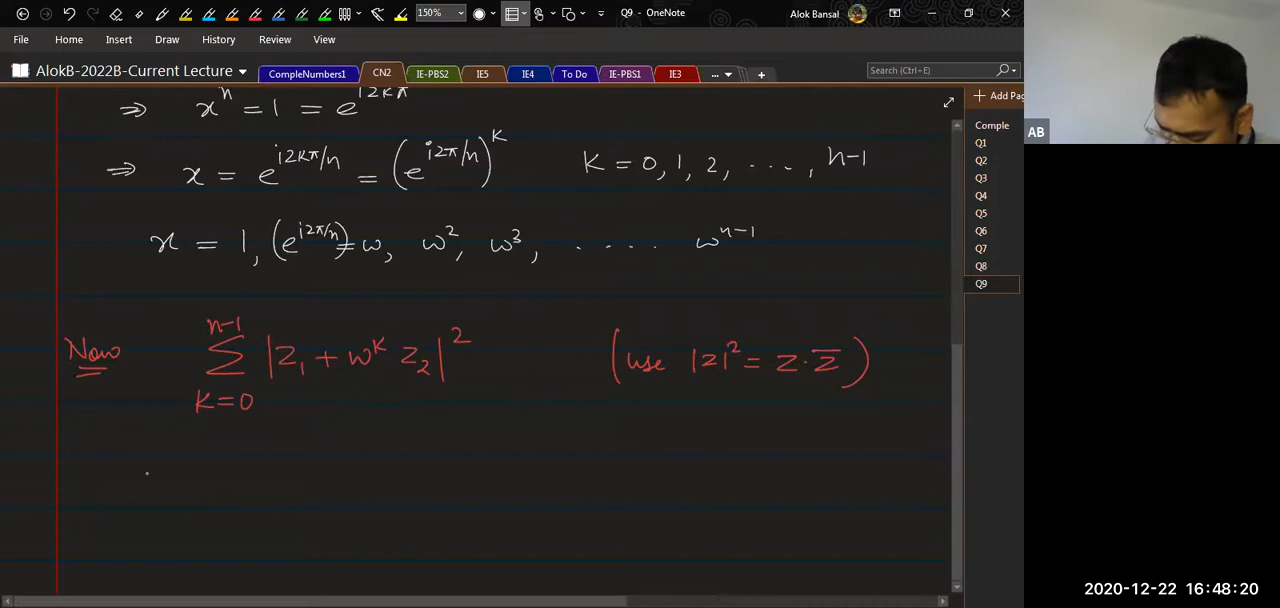 150% Q9 - OneNote Alok Bansal
File Home Insert Draw History Review View
AlokB-2022B-Current Lecture CompleNumbers1 CN2 IE-PBS2 IE5 IE4 To Do IE-PBS1 IE3 ... + Search (Ctrl+E)
⇒ xⁿ = 1 = e^{i2kπ}
⇒ x = e^{i2kπ/n} = (e^{i2π/n})^k K = 0, 1, 2, ...., n-1
x = 1, (e^{i2π/n}) = ω, ω², ω³, ..... ω^{n-1}
Now \sum_{K=0}^{n-1} |z₁ + ω^k z₂|² (use |z|² = z·z̄)
+ Add Pag
Comple
Q1
Q2
Q3
Q4
Q5
Q6
Q7
Q8
Q9
AB
2020-12-22 16:48:20